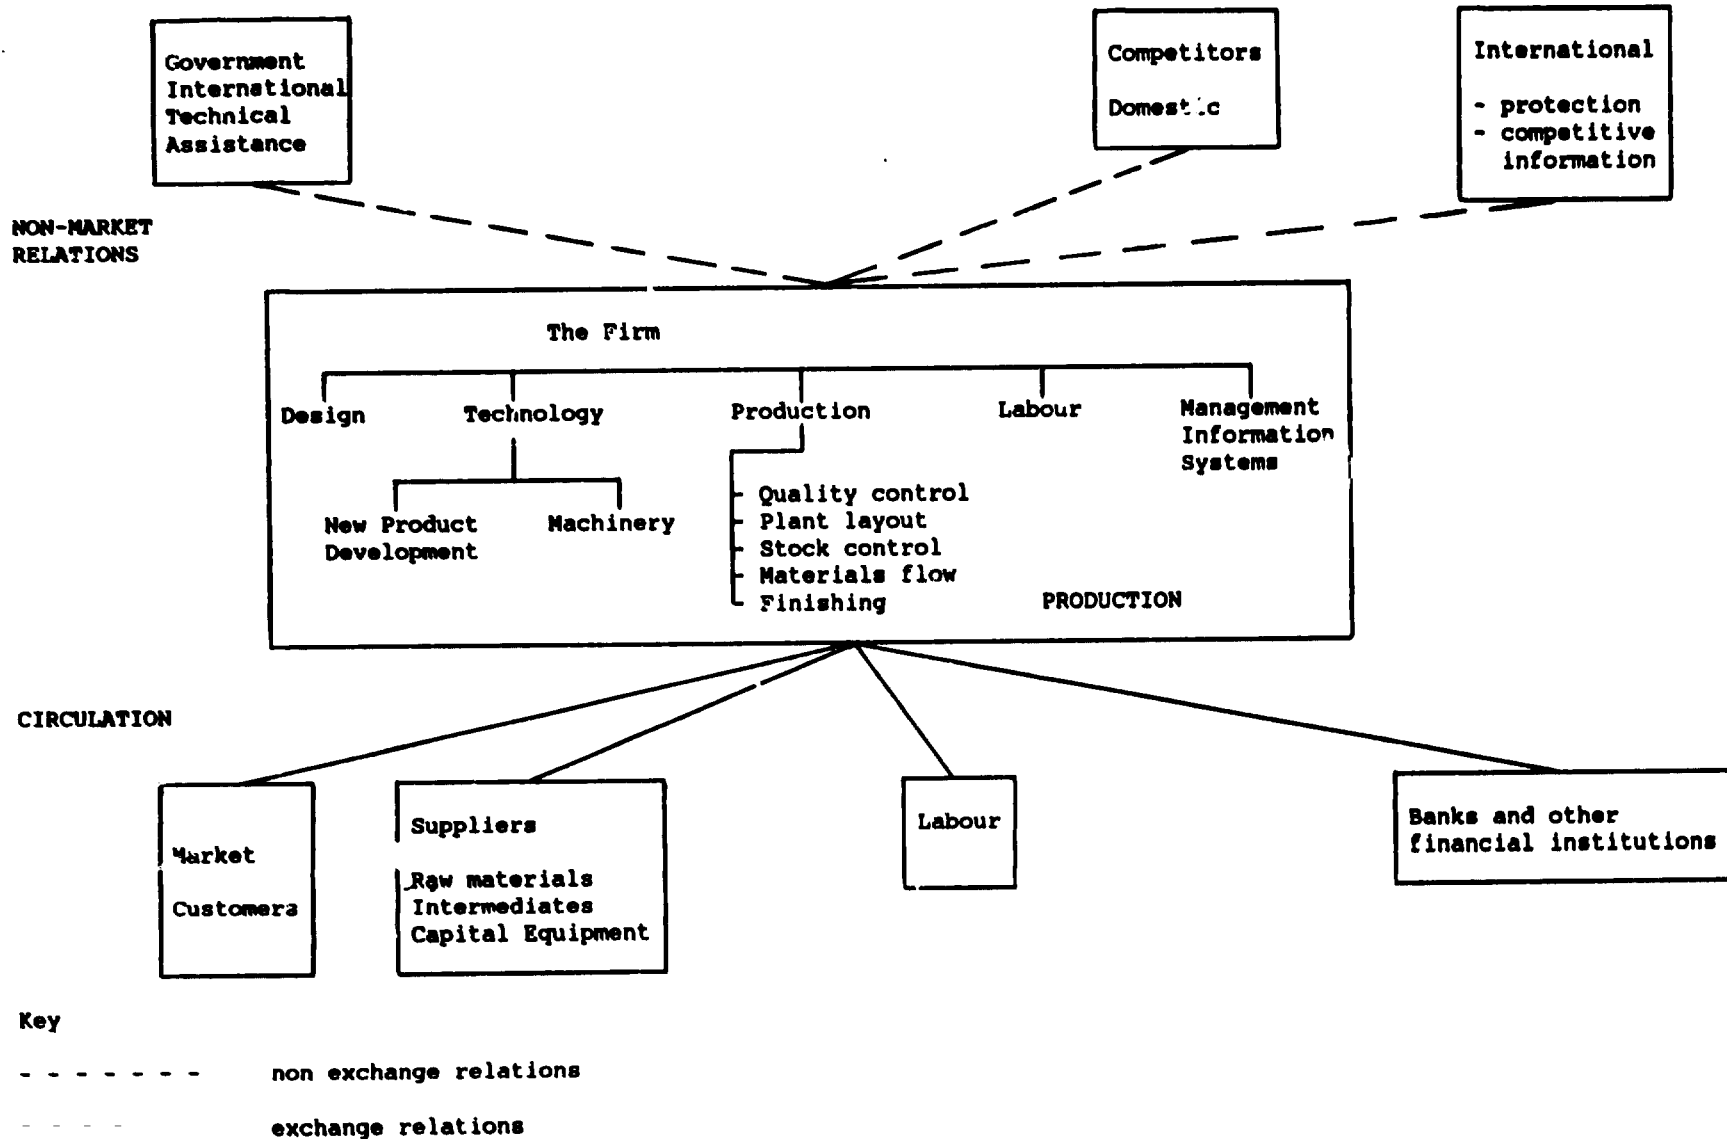 Government
International
Technical
Assistance
Competitors
Domestic
International
- protection
- competitive
information
NON-MARKET
RELATIONS
The Firm
Design
Technology
Production
Labour
Management
Information
Systems
New Product
Development
Machinery
- Quality control
- Plant layout
- Stock control
- Materials flow
- Finishing
PRODUCTION
CIRCULATION
Market
Customers
Suppliers
Raw materials
Intermediates
Capital Equipment
Labour
Banks and other
financial institutions
Key
- - - - - - - non exchange relations
- - - - exchange relations